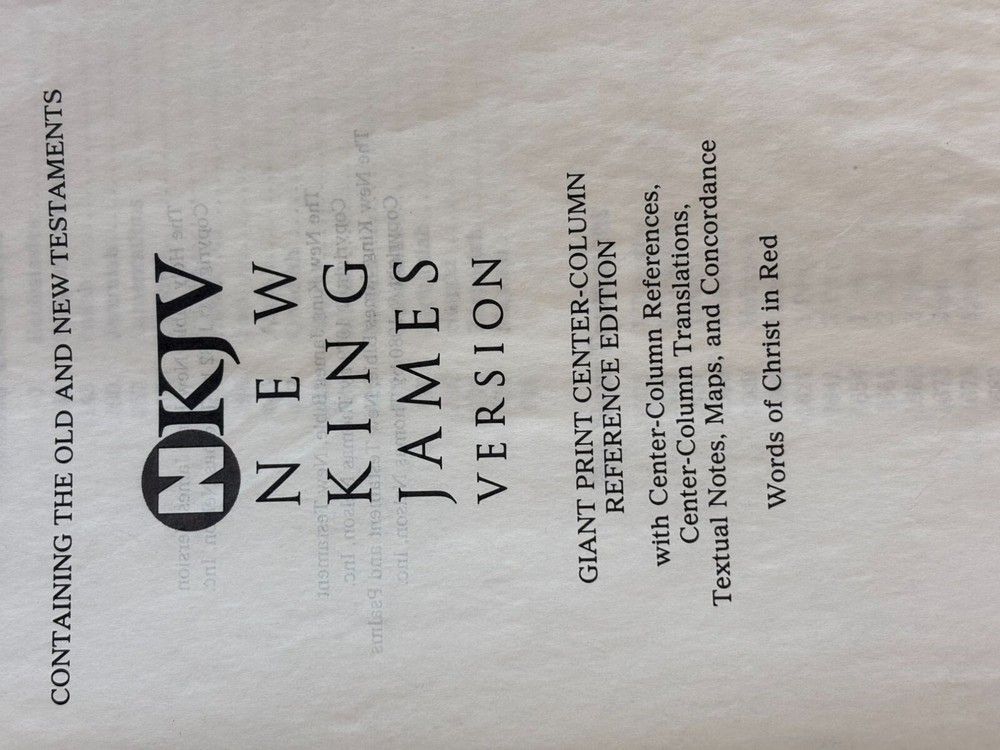 CONTAINING THE OLD AND NEW TESTAMENTS
NKJV
NEW
KING
JAMES
VERSION
GIANT PRINT CENTER-COLUMN
REFERENCE EDITION
with Center-Column References,
Center-Column Translations,
Textual Notes, Maps, and Concordance
Words of Christ in Red